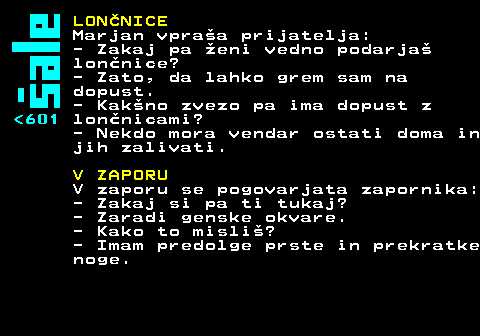 Šale
<601
LONČNICE
Marjan vpraša prijatelja:
- Zakaj pa ženi vedno podarjaš
lončnice?
- Zato, da lahko grem sam na
dopust.
- Kakšno zvezo pa ima dopust z
lončnicami?
- Nekdo mora vendar ostati doma in
jih zalivati.
V ZAPORU
V zaporu se pogovarjata zapornika:
- Zakaj si pa ti tukaj?
- Zaradi genske okvare.
- Kako to misliš?
- Imam predolge prste in prekratke
noge.